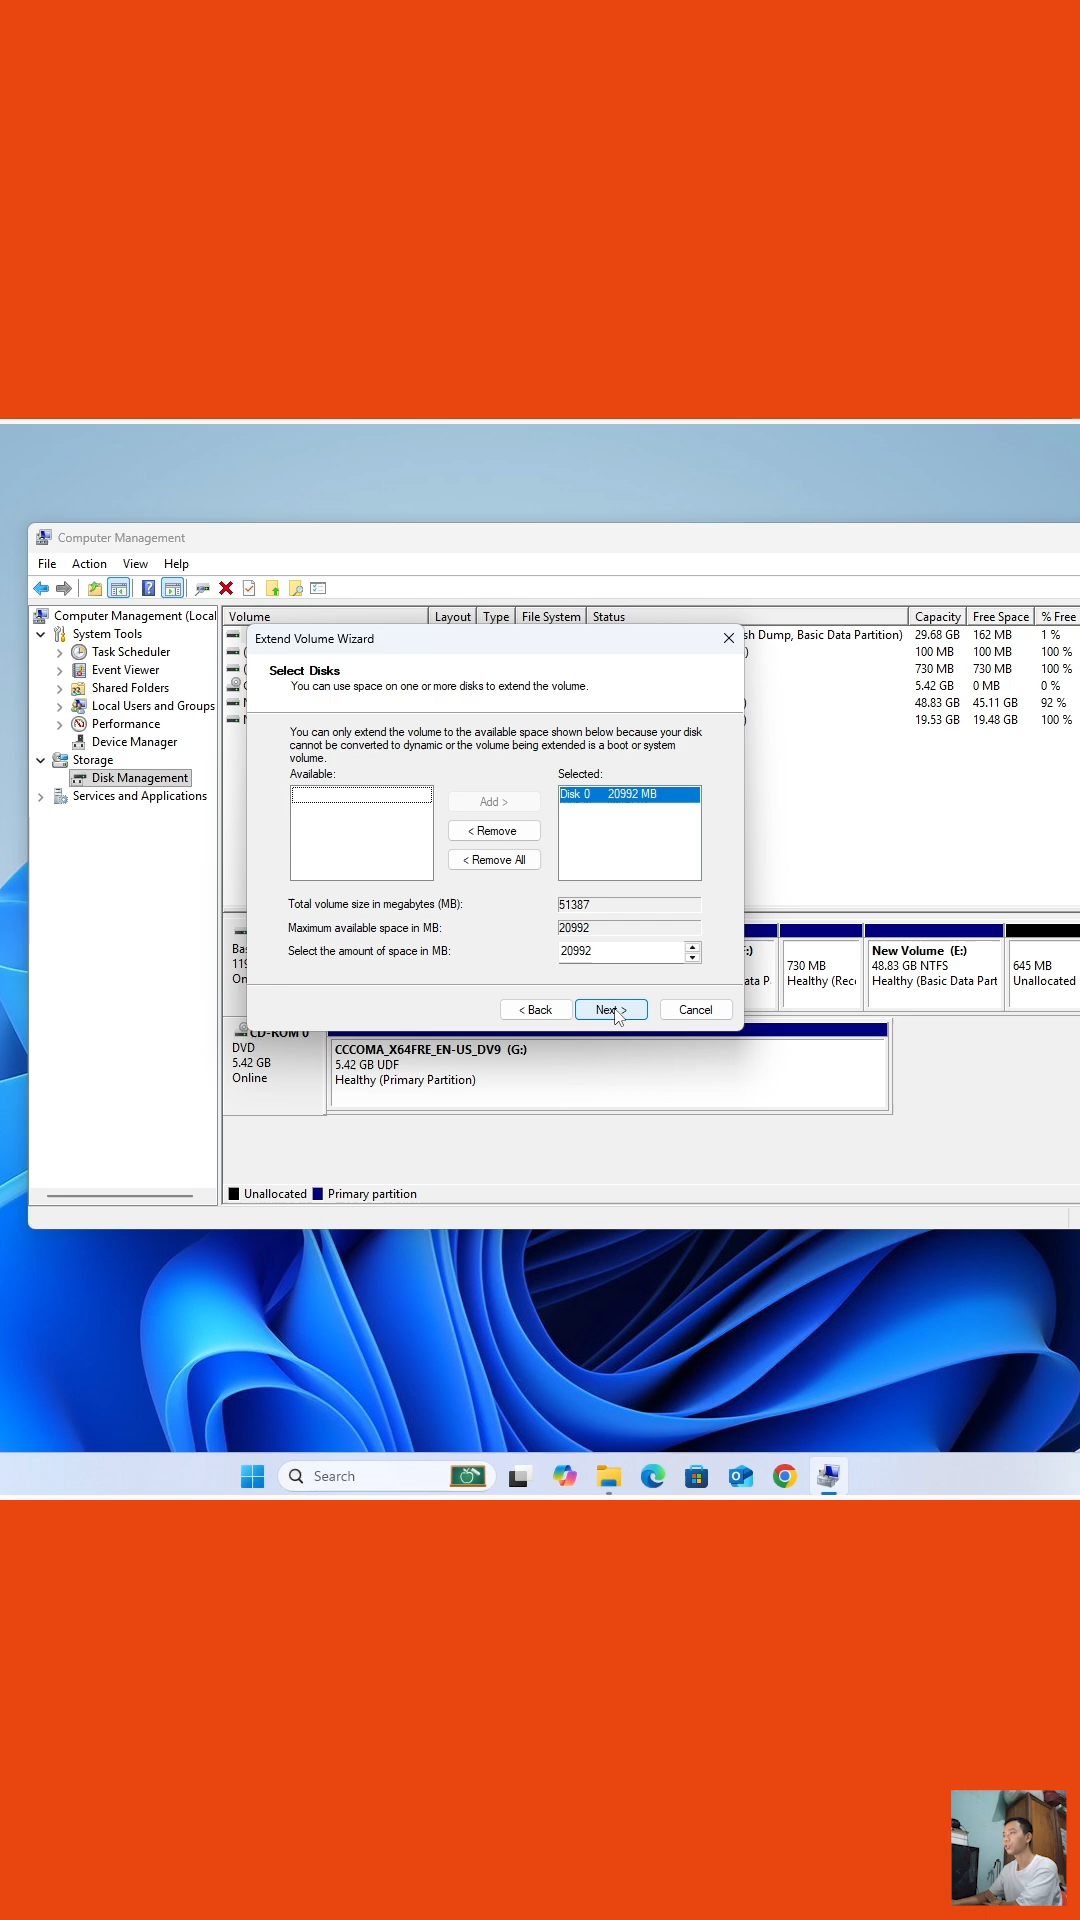 Computer Management
File Action View Help
Computer Management (Local
System Tools
Task Scheduler
Event Viewer
Shared Folders
Local Users and Groups
Performance
Device Manager
Storage
Disk Management
Services and Applications
Volume Layout Type File System Status Capacity Free Space % Free
sh Dump, Basic Data Partition) 29.68 GB 162 MB 1 %
100 MB 100 MB 100 %
730 MB 730 MB 100 %
5.42 GB 0 MB 0 %
48.83 GB 45.11 GB 92 %
19.53 GB 19.48 GB 100 %
Extend Volume Wizard
Select Disks
You can use space on one or more disks to extend the volume.
You can only extend the volume to the available space shown below because your disk
cannot be converted to dynamic or the volume being extended is a boot or system
volume.
Available: Selected:
Disk 0 20992 MB
Add >
< Remove
< Remove All
Total volume size in megabytes (MB): 51387
Maximum available space in MB: 20992
Select the amount of space in MB: 20992
< Back Next > Cancel
Bas
119
On
:)
ata P
730 MB
Healthy (Rec
New Volume (E:)
48.83 GB NTFS
Healthy (Basic Data Part
645 MB
Unallocated
CD-ROM 0
DVD
5.42 GB
Online
CCCOMA_X64FRE_EN-US_DV9 (G:)
5.42 GB UDF
Healthy (Primary Partition)
Unallocated Primary partition
Search